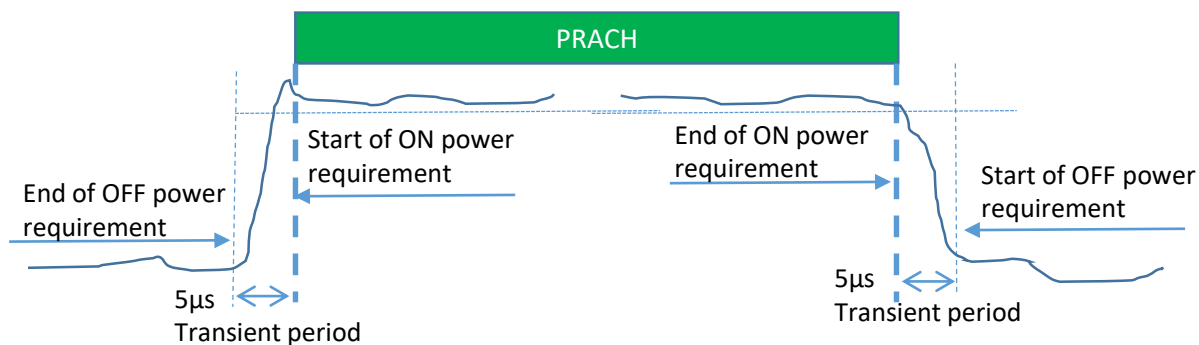 PRACH
Start of ON power
requirement
End of ON power
requirement
End of OFF power
requirement
Start of OFF power
requirement
5µs
Transient period
5µs
Transient period